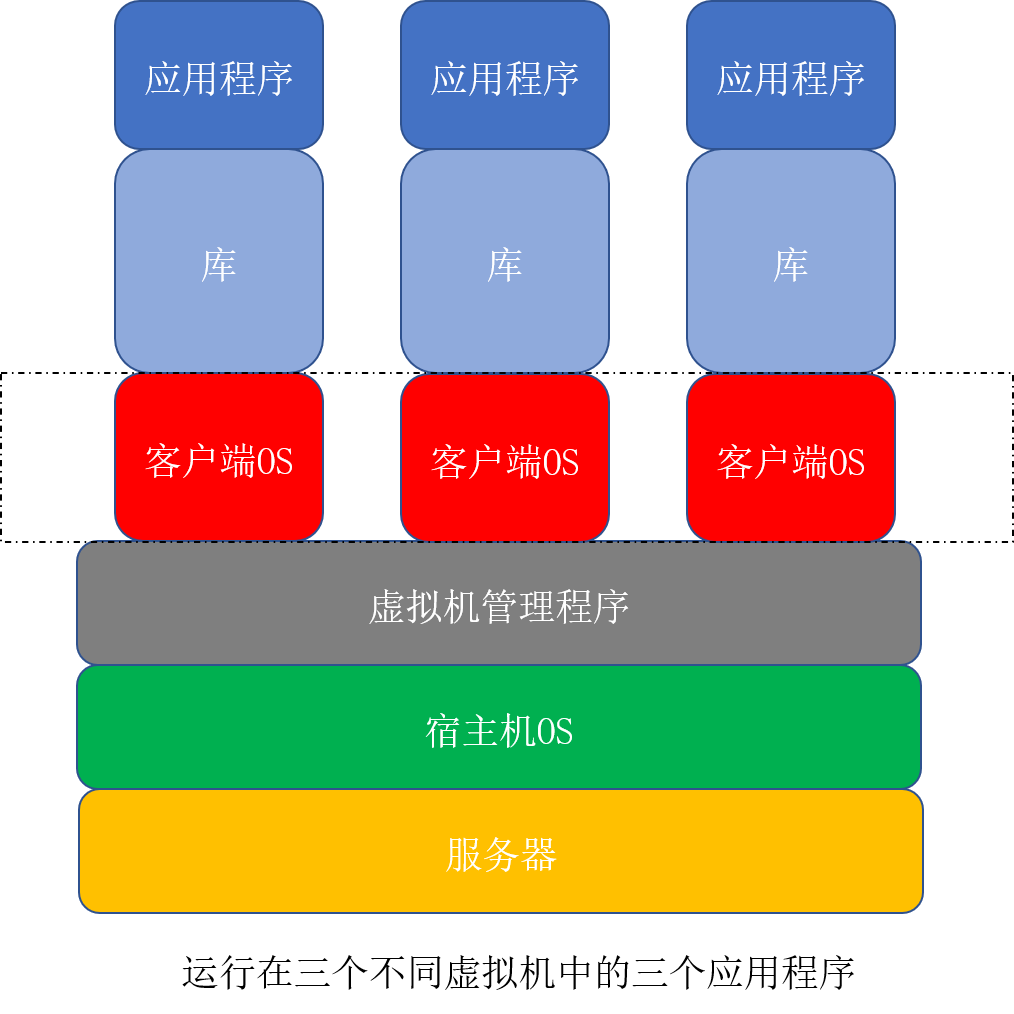 应用程序 应用程序 应用程序
库 库 库
客户端OS 客户端OS 客户端OS
虚拟机管理程序
宿主机OS
服务器
运行在三个不同虚拟机中的三个应用程序